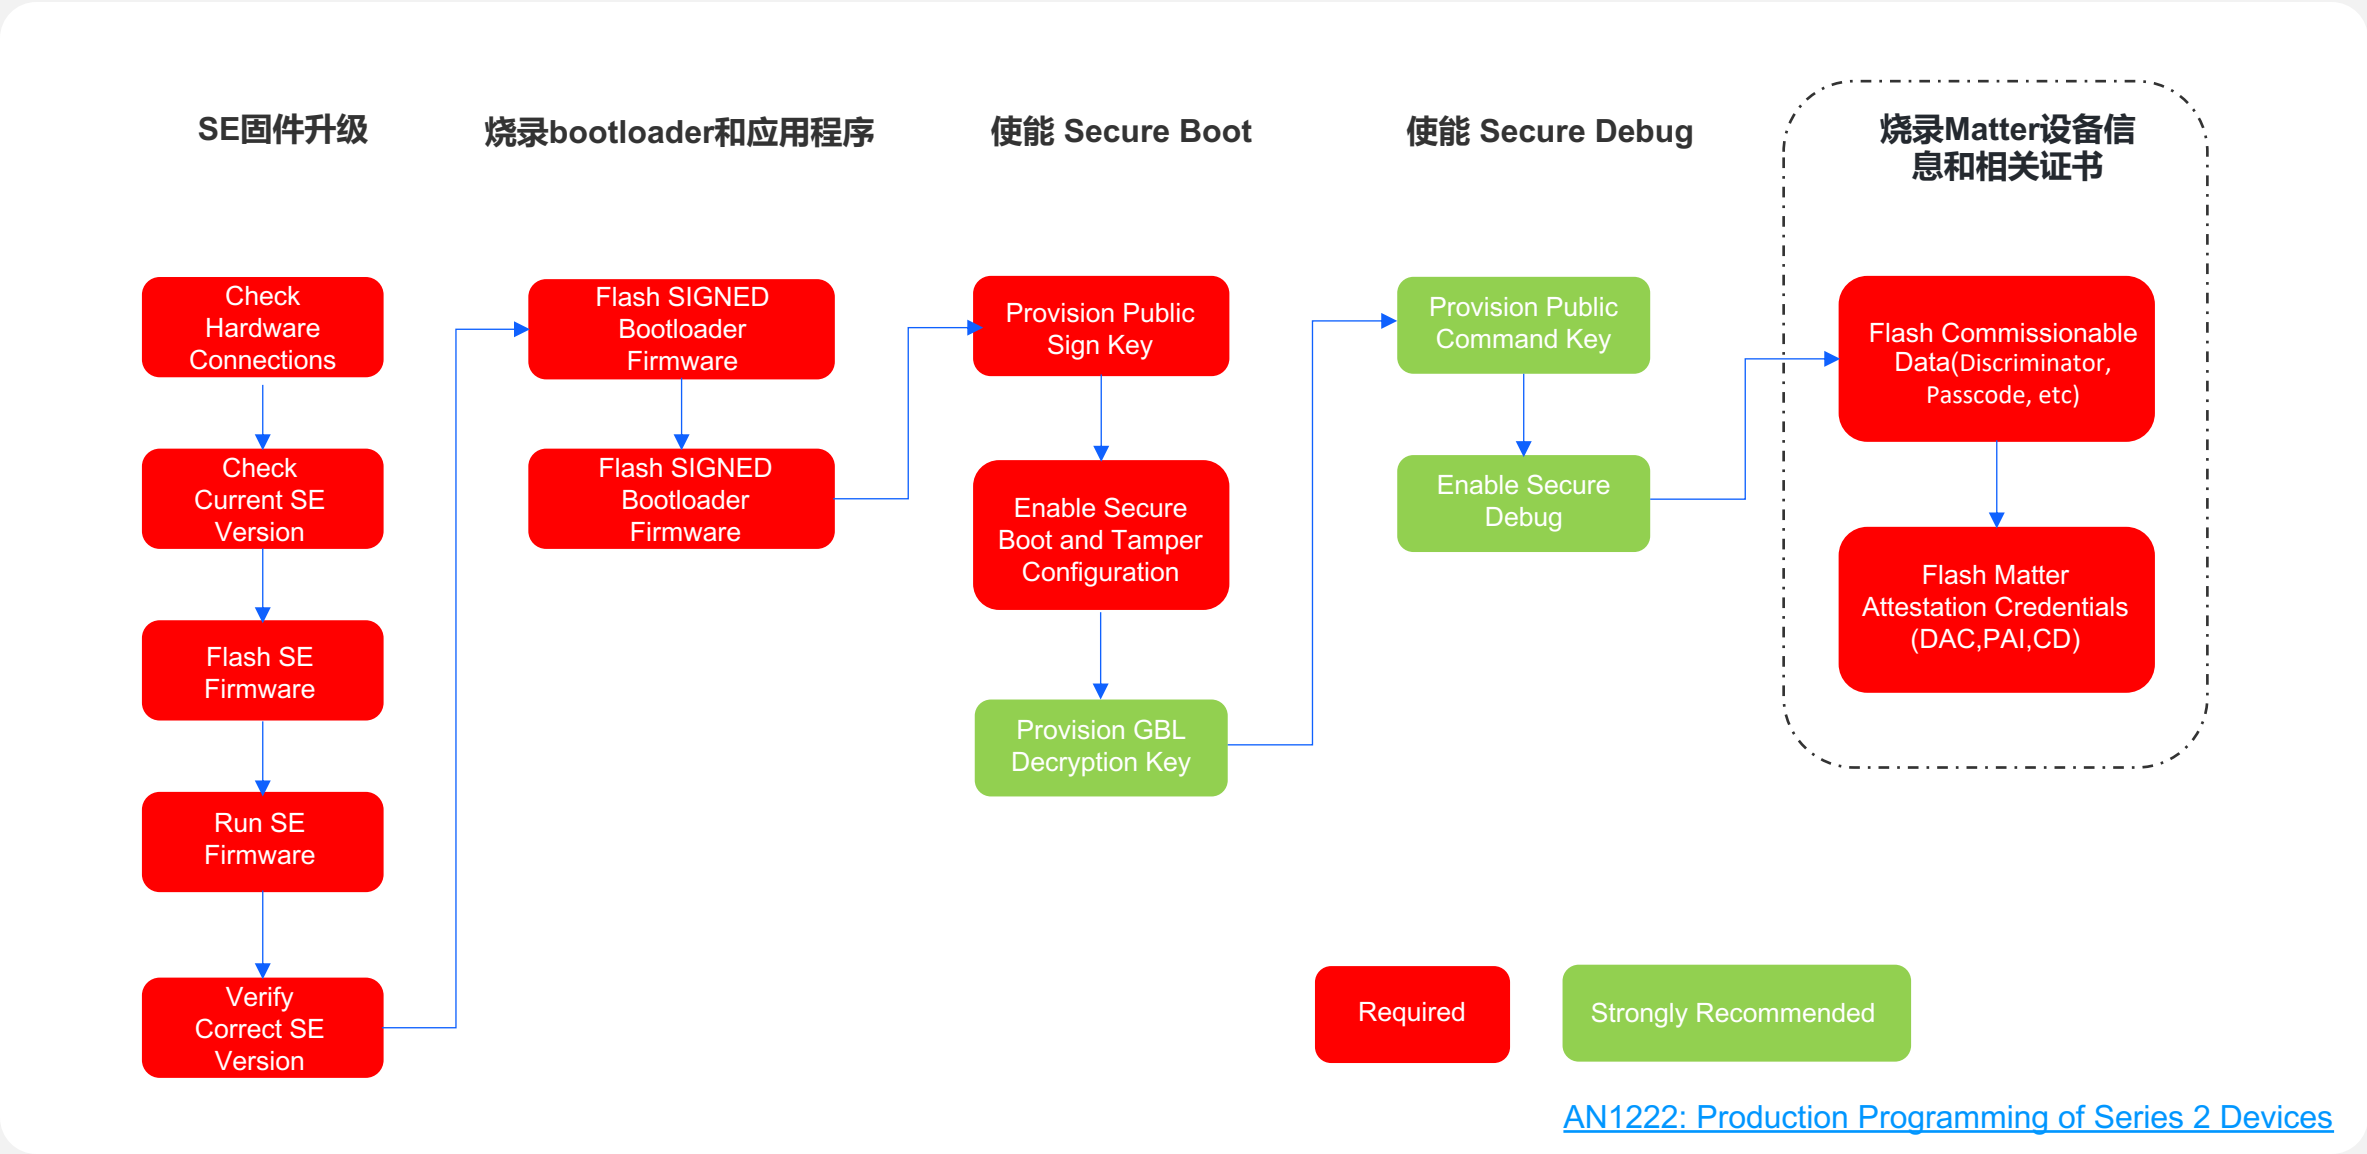 SE固件升级
Check
Hardware
Connections
Check
Current SE
Version
Flash SE
Firmware
Run SE
Firmware
Verify
Correct SE
Version
烧录bootloader和应用程序
Flash SIGNED
Bootloader
Firmware
Flash SIGNED
Bootloader
Firmware
使能 Secure Boot
Provision Public
Sign Key
Enable Secure
Boot and Tamper
Configuration
Provision GBL
Decryption Key
使能 Secure Debug
Provision Public
Command Key
Enable Secure
Debug
烧录Matter设备信
息和相关证书
Flash Commissionable
Data(Discriminator,
Passcode, etc)
Flash Matter
Attestation Credentials
(DAC,PAI,CD)
Required
Strongly Recommended
AN1222: Production Programming of Series 2 Devices